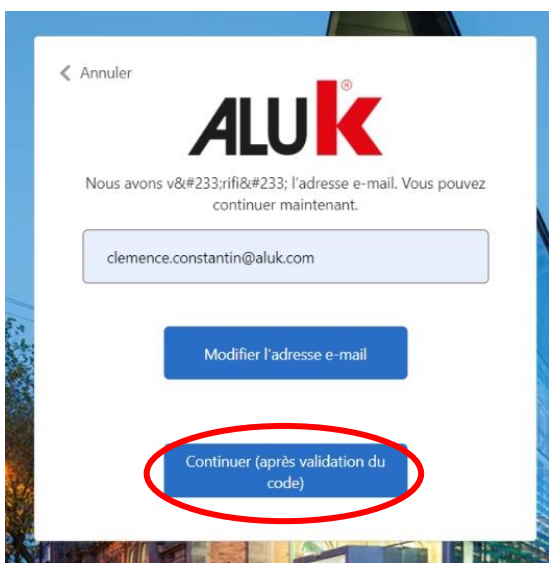 Annuler
ALUK®
Nous avons v&#233;rifi&#233; l'adresse e-mail. Vous pouvez
continuer maintenant.
clemence.constantin@aluk.com
Modifier l'adresse e-mail
Continuer (après validation du
code)